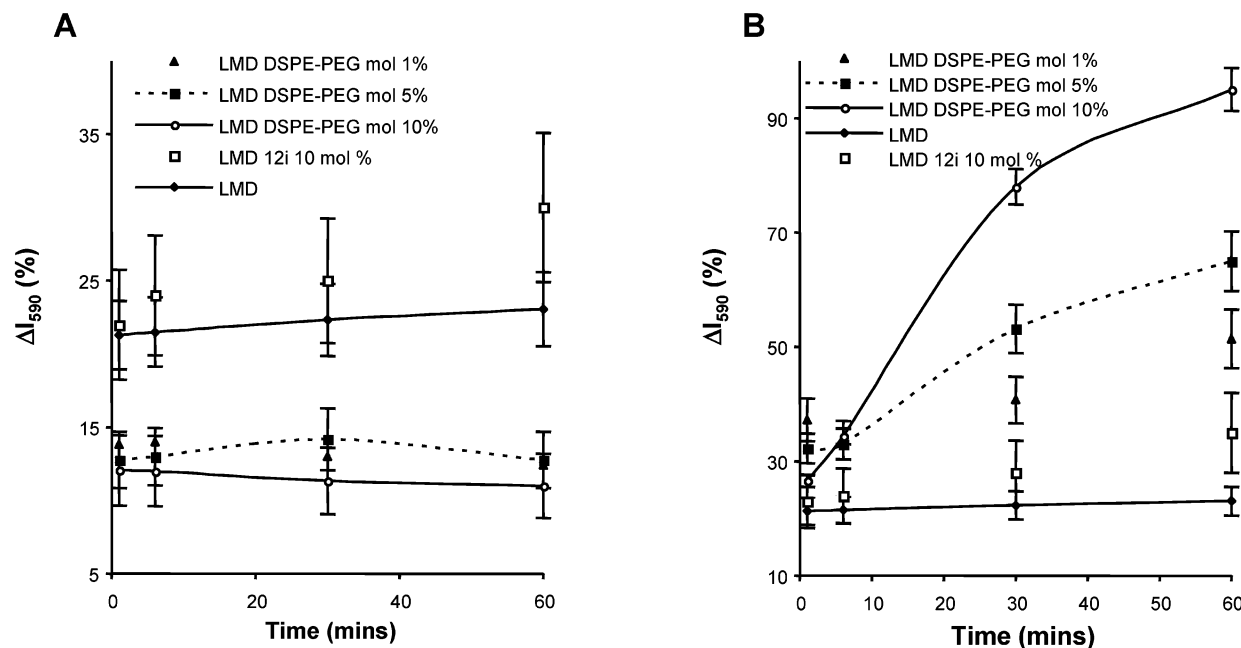 A
LMD DSPE-PEG mol 1%
LMD DSPE-PEG mol 5%
LMD DSPE-PEG mol 10%
LMD 12i 10 mol %
LMD
35
25
15
5
ΔI590 (%)
0
20
40
60
Time (mins)
B
LMD DSPE-PEG mol 1%
LMD DSPE-PEG mol 5%
LMD DSPE-PEG mol 10%
LMD
LMD 12i 10 mol %
90
70
50
30
10
ΔI590 (%)
0
10
20
30
40
50
60
Time (mins)